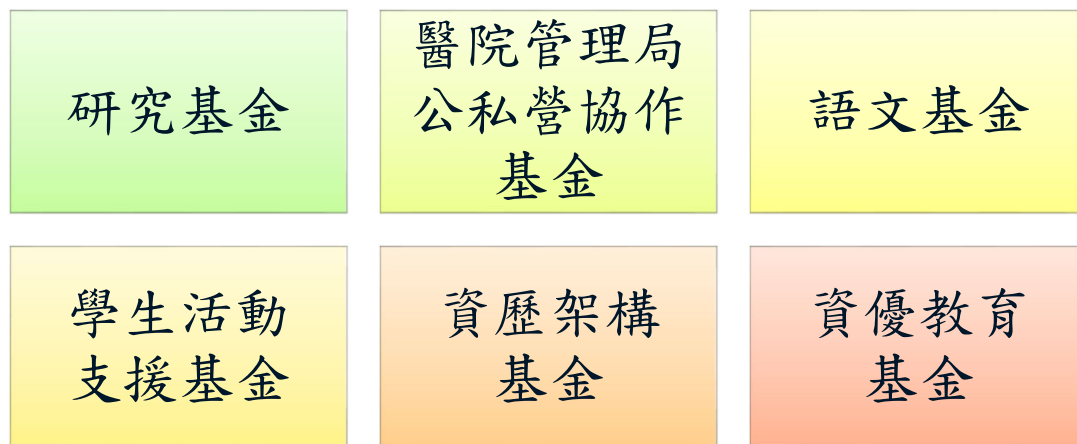 研究基金
醫院管理局
公私營協作
基金
語文基金
學生活動
支援基金
資歷架構
基金
資優教育
基金